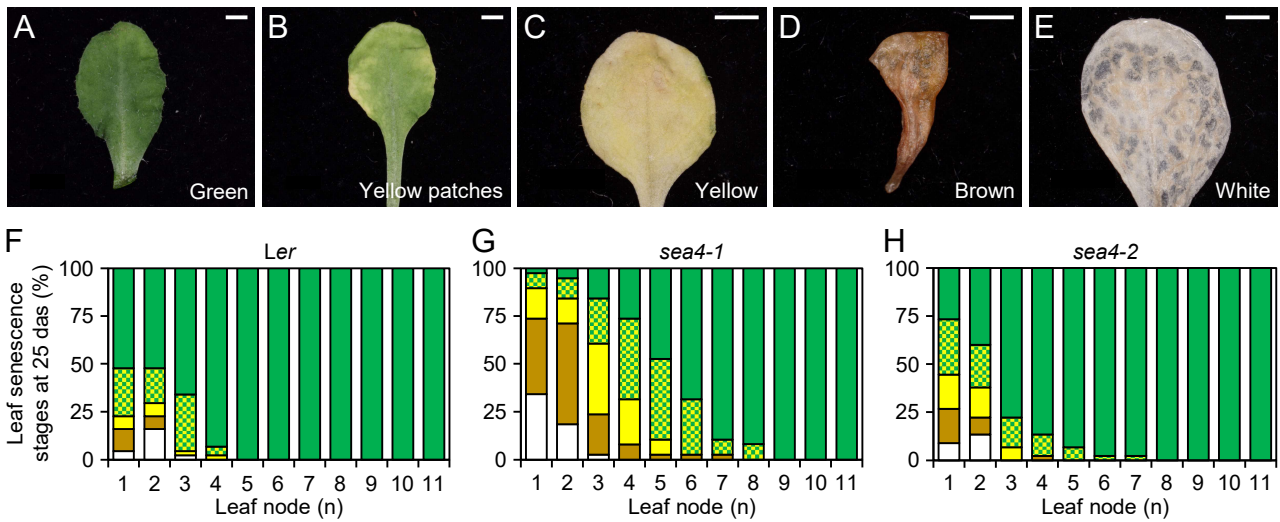 A
B
C
D
E
Green
Yellow patches
Yellow
Brown
White
F
Ler
Leaf senescence
stages at 25 das (%)
100
75
50
25
0
1 2 3 4 5 6 7 8 9 10 11
Leaf node (n)
G
sea4-1
100
75
50
25
0
1 2 3 4 5 6 7 8 9 10 11
Leaf node (n)
H
sea4-2
100
75
50
25
0
1 2 3 4 5 6 7 8 9 10 11
Leaf node (n)